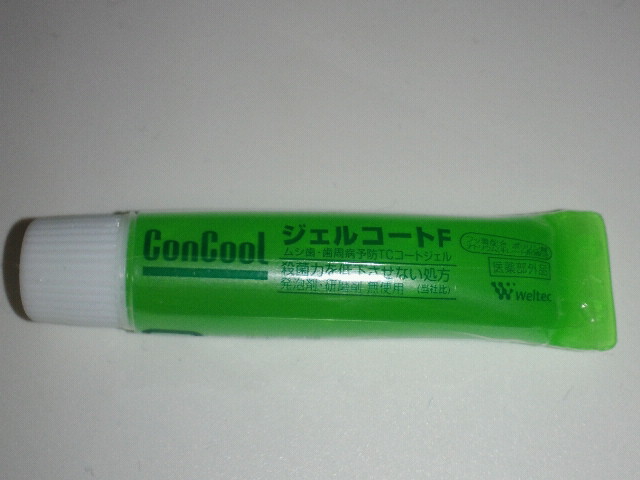 ConCool
ジェルコートF
ムシ歯・歯周病予防TCコートジェル
殺菌力を低下させない処方
発泡剤・研磨剤 無使用 (当社比)
医薬部外品
Weltec